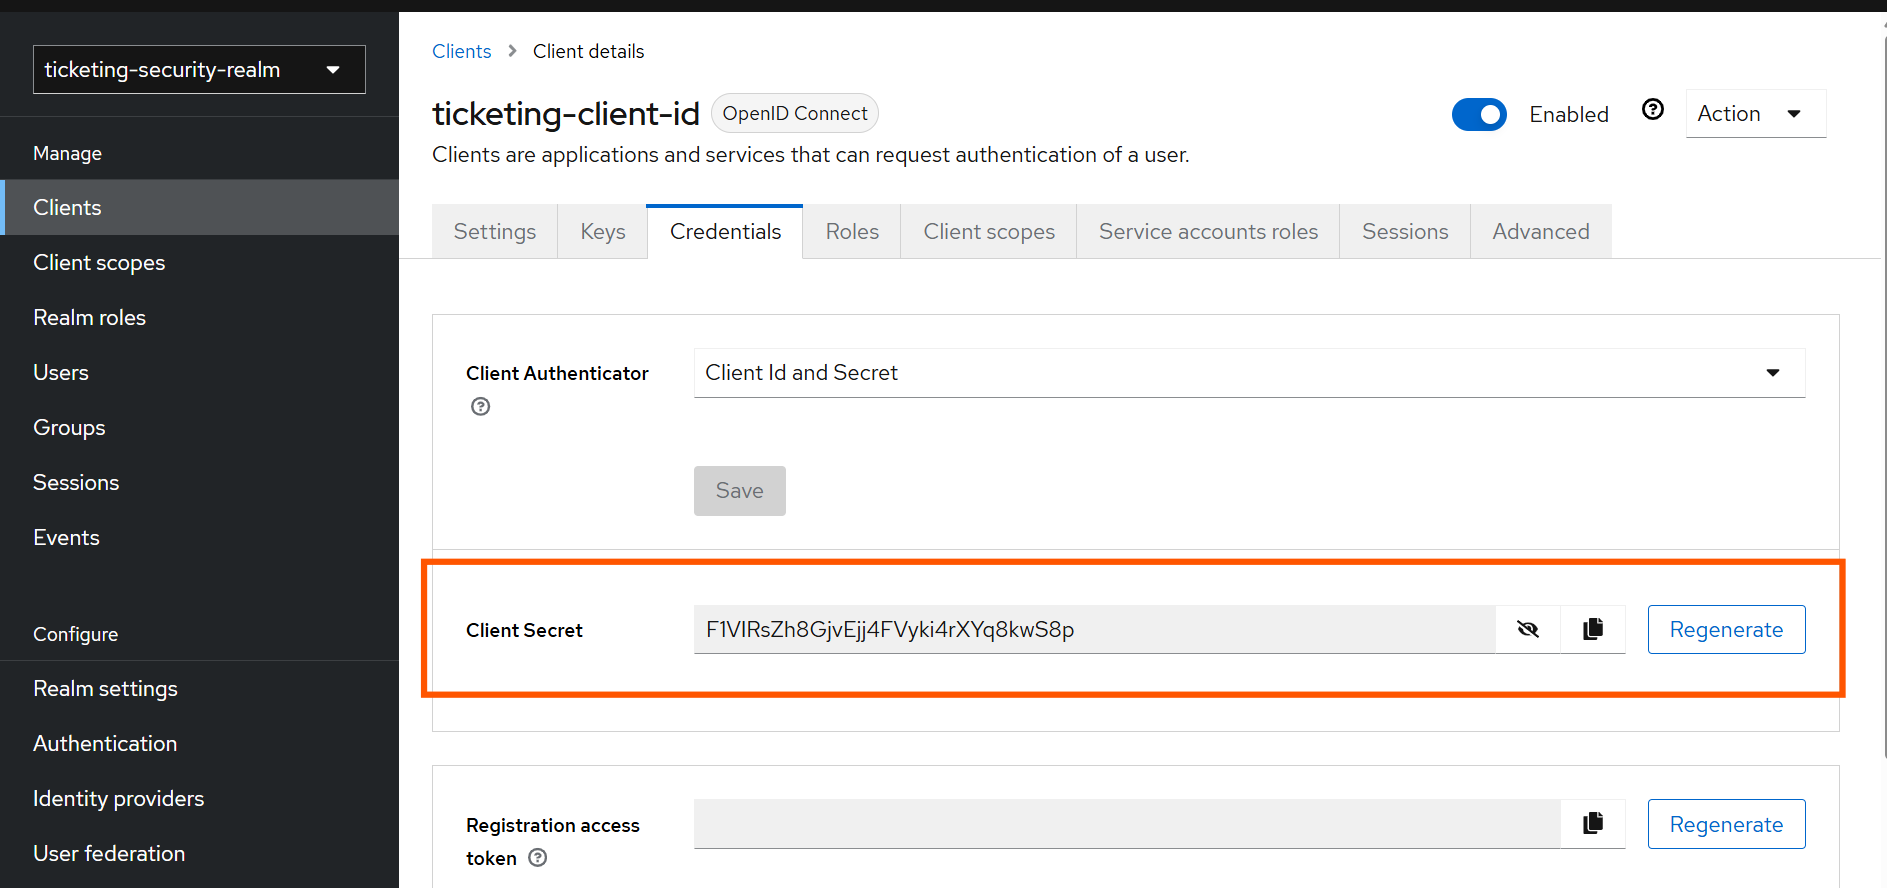 ticketing-security-realm
Manage
Clients
Client scopes
Realm roles
Users
Groups
Sessions
Events
Configure
Realm settings
Authentication
Identity providers
User federation
Clients > Client details
ticketing-client-id OpenID Connect
Enabled Action
Clients are applications and services that can request authentication of a user.
Settings Keys Credentials Roles Client scopes Service accounts roles Sessions Advanced
Client Authenticator Client Id and Secret
Save
Client Secret F1VIRsZh8GjvEjj4FVyki4rXYq8kwS8p Regenerate
Registration access
token
Regenerate